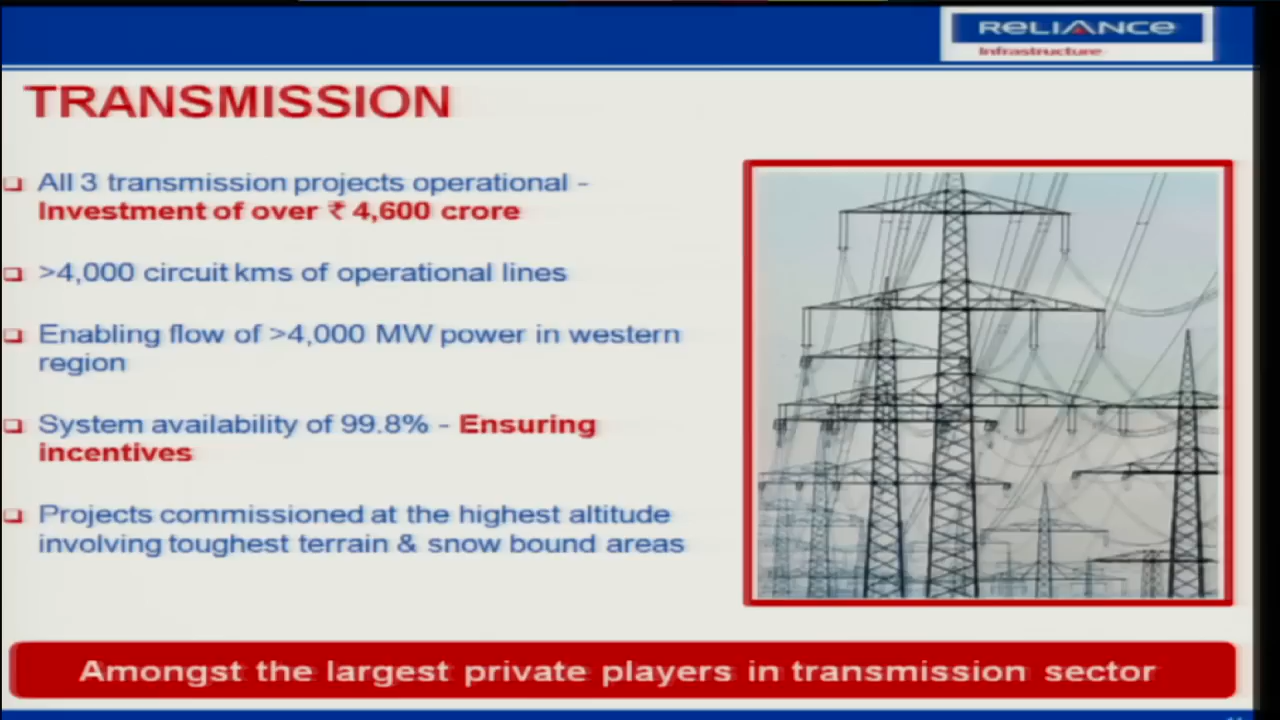 RELIANCE
Infrastructure
TRANSMISSION
All 3 transmission projects operational -
Investment of over ₹ 4,600 crore
>4,000 circuit kms of operational lines
Enabling flow of >4,000 MW power in western
region
System availability of 99.8% - Ensuring
incentives
Projects commissioned at the highest altitude
involving toughest terrain & snow bound areas
Amongst the largest private players in transmission sector